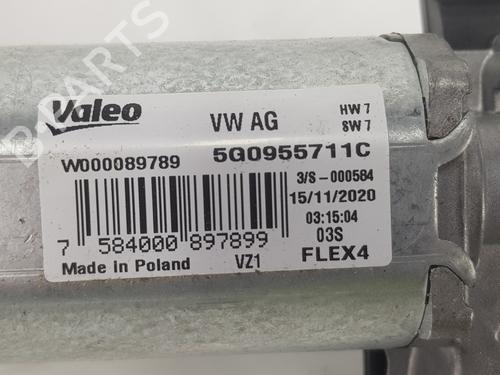 Valeo
VW AG
HW 7
SW 7
W000089789
5Q0955711C
3/S-000584
15/11/2020
03:15:04
03S
FLEX4
7 584000 897899
Made in Poland
VZ1
B-PARTS